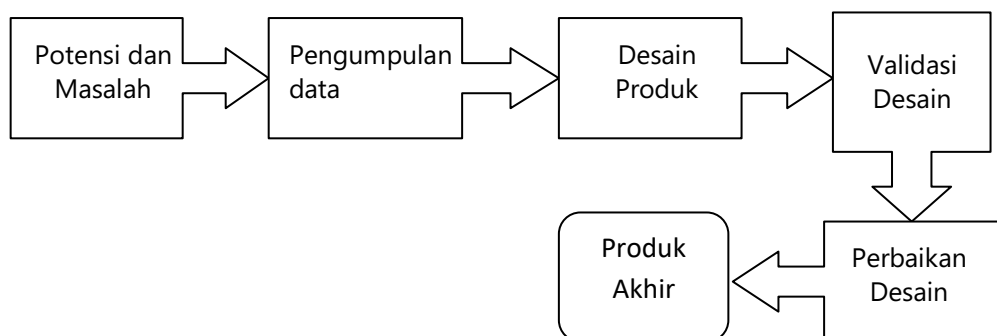 Potensi dan
Masalah
Pengumpulan
data
Desain
Produk
Validasi
Desain
Perbaikan
Desain
Produk
Akhir